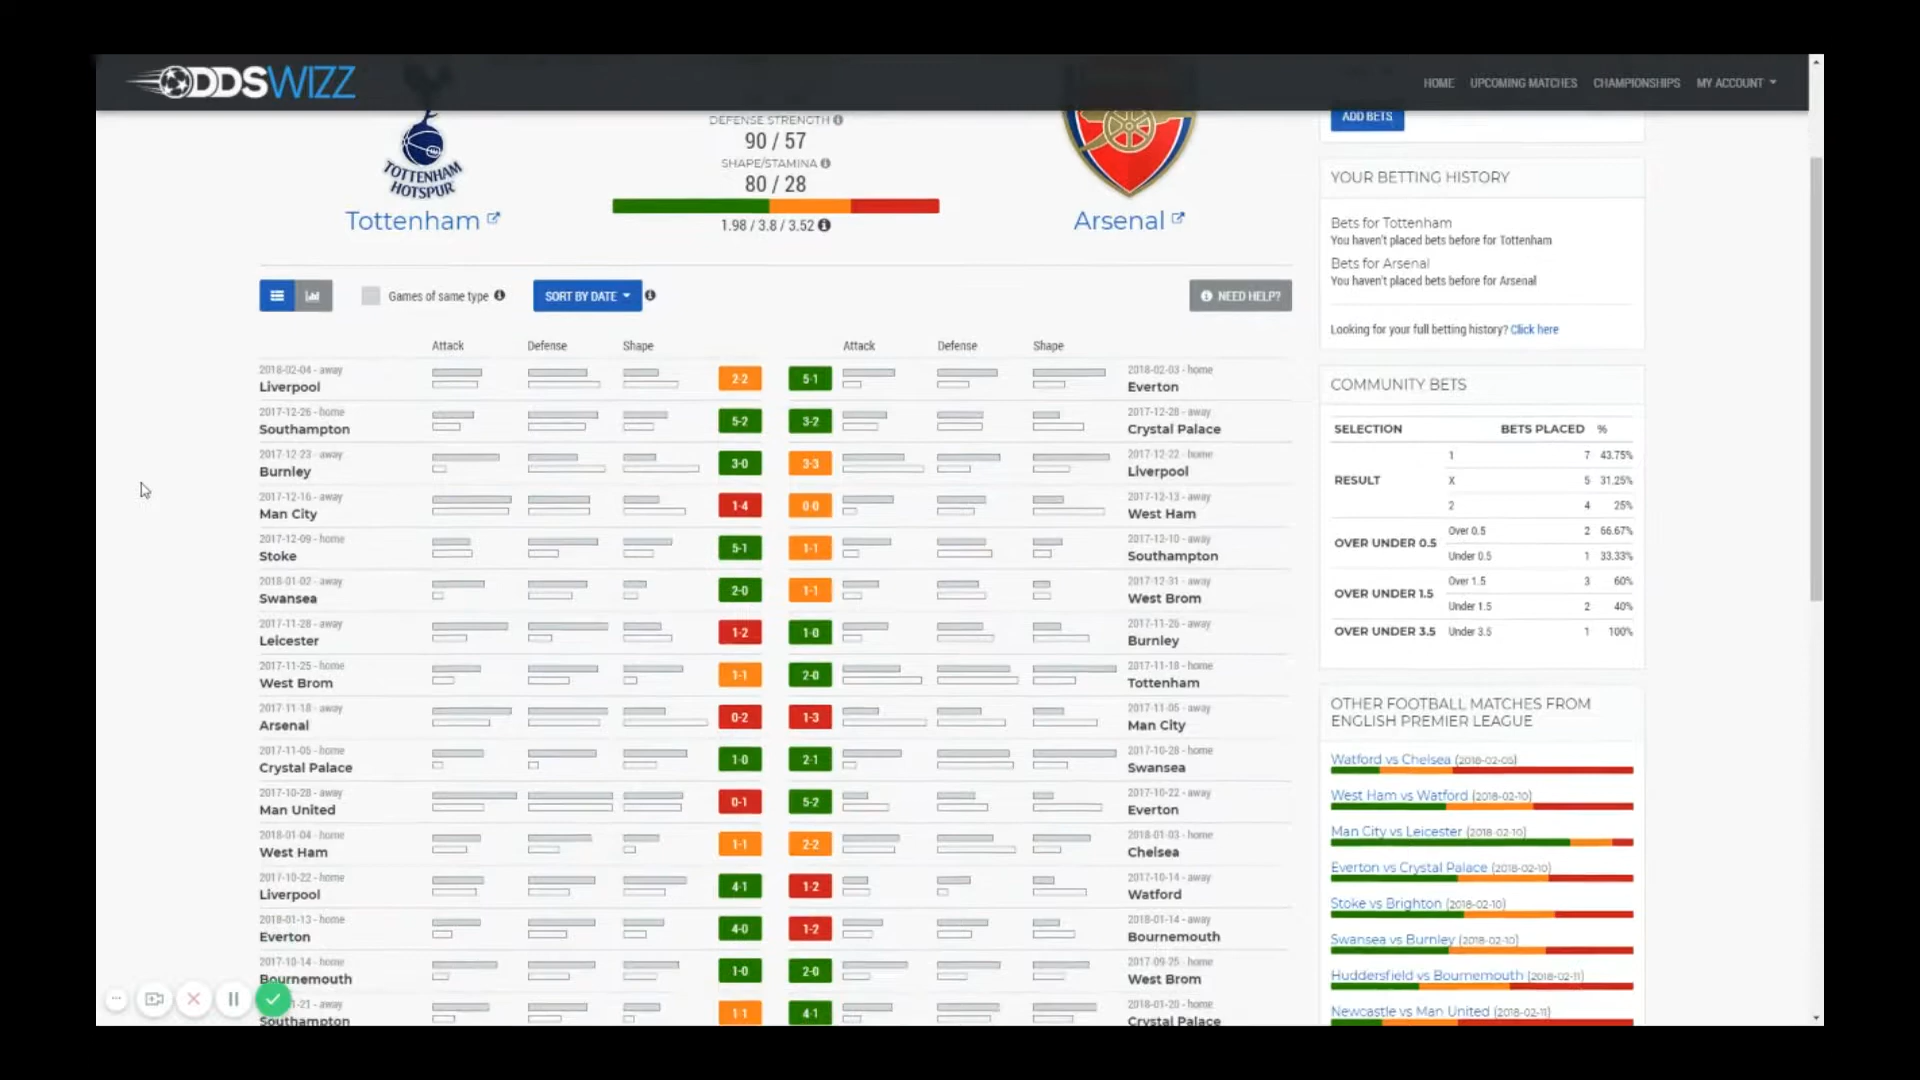 ODDSWIZZ
HOME UPCOMING MATCHES CHAMPIONSHIPS MY ACCOUNT
TOTTENHAM
HOTSPUR
Tottenham
DEFENSE STRENGTH
90 / 57
SHAPE/STAMINA
80 / 28
1.98 / 3.8 / 3.52
Arsenal
Games of same type
SORT BY DATE
NEED HELP?
Attack Defense Shape Attack Defense Shape
2018-02-04 - away 2018-02-03 - home
Liverpool 2-2 5-1 Everton
2017-12-26 - home 2017-12-28 - away
Southampton 5-2 3-2 Crystal Palace
2017-12-23 - away 2017-12-22 - home
Burnley 3-0 3-3 Liverpool
2017-12-16 - away 2017-12-13 - away
Man City 1-4 0-0 West Ham
2017-12-09 - home 2017-12-10 - away
Stoke 5-1 1-1 Southampton
2018-01-02 - away 2017-12-31 - away
Swansea 2-0 1-1 West Brom
2017-11-28 - away 2017-11-26 - away
Leicester 1-2 1-0 Burnley
2017-11-25 - home 2017-11-18 - home
West Brom 1-1 2-0 Tottenham
2017-11-18 - away 2017-11-05 - away
Arsenal 0-2 1-3 Man City
2017-11-05 - home 2017-10-28 - home
Crystal Palace 1-0 2-1 Swansea
2017-10-28 - away 2017-10-22 - away
Man United 0-1 5-2 Everton
2018-01-04 - home 2018-01-03 - home
West Ham 1-1 2-2 Chelsea
2017-10-22 - home 2017-10-14 - away
Liverpool 4-1 1-2 Watford
2018-01-13 - home 2018-01-14 - away
Everton 4-0 1-2 Bournemouth
2017-10-14 - home 2017-09-25 - home
Bournemouth 1-0 2-0 West Brom
1-21 - away 2018-01-20 - home
Southampton 1-1 4-1 Crystal Palace
ADD BETS
YOUR BETTING HISTORY
Bets for Tottenham
You haven't placed bets before for Tottenham
Bets for Arsenal
You haven't placed bets before for Arsenal
Looking for your full betting history? Click here
COMMUNITY BETS
SELECTION BETS PLACED %
RESULT
1 7 43.75%
X 5 31.25%
2 4 25%
OVER UNDER 0.5
Over 0.5 2 66.67%
Under 0.5 1 33.33%
OVER UNDER 1.5
Over 1.5 3 60%
Under 1.5 2 40%
OVER UNDER 3.5 Under 3.5 1 100%
OTHER FOOTBALL MATCHES FROM
ENGLISH PREMIER LEAGUE
Watford vs Chelsea (2018-02-05)
West Ham vs Watford (2018-02-10)
Man City vs Leicester (2018-02-10)
Everton vs Crystal Palace (2018-02-10)
Stoke vs Brighton (2018-02-10)
Swansea vs Burnley (2018-02-10)
Huddersfield vs Bournemouth (2018-02-11)
Newcastle vs Man United (2018-02-11)